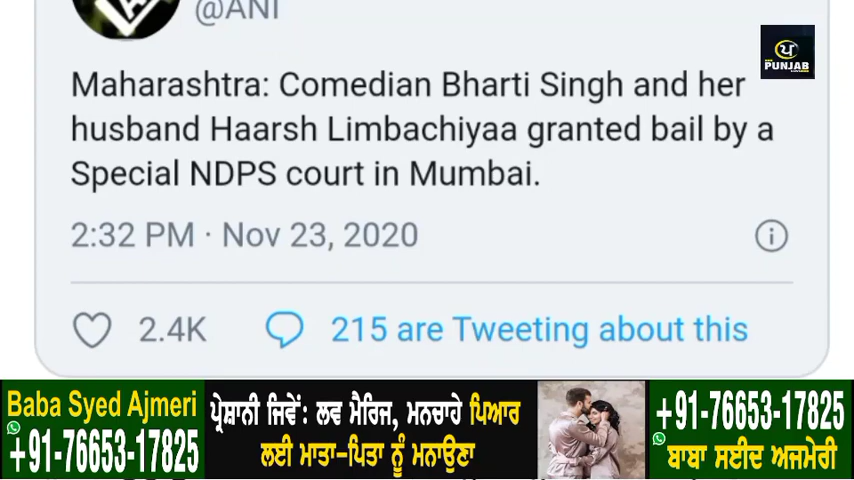 @ANI
ਪ
PUNJAB
Maharashtra: Comedian Bharti Singh and her
husband Haarsh Limbachiyaa granted bail by a
Special NDPS court in Mumbai.
2:32 PM · Nov 23, 2020
2.4K
215 are Tweeting about this
Baba Syed Ajmeri
+91-76653-17825
ਪ੍ਰੇਸ਼ਾਨੀ ਜਿਵੇਂ: ਲਵ ਮੈਰਿਜ, ਮਨਚਾਹੇ ਪਿਆਰ
ਲਈ ਮਾਤਾ-ਪਿਤਾ ਨੂੰ ਮਨਾਉਣਾ
+91-76653-17825
ਬਾਬਾ ਸਈਦ ਅਜਮੇਰੀ